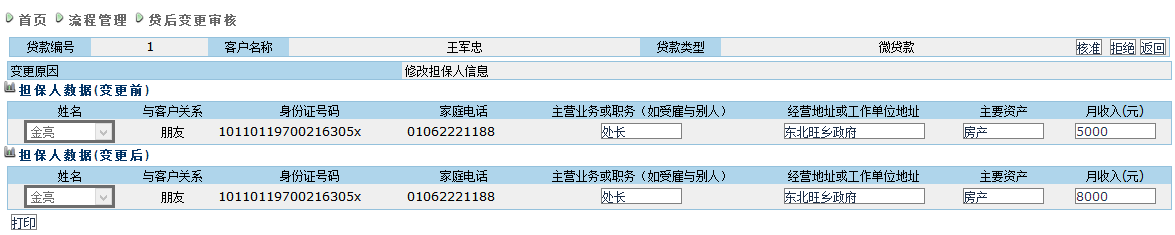 首页 流程管理 贷后变更审核
贷款编号 1 客户名称 王军忠 贷款类型 微贷款 核准 拒绝 返回
变更原因 修改担保人信息
担保人数据(变更前)
姓名 与客户关系 身份证号码 家庭电话 主营业务或职务（如受雇与别人） 经营地址或工作单位地址 主要资产 月收入(元)
金亮 朋友 10110119700216305x 01062221188 处长 东北旺乡政府 房产 5000
担保人数据(变更后)
姓名 与客户关系 身份证号码 家庭电话 主营业务或职务（如受雇与别人） 经营地址或工作单位地址 主要资产 月收入(元)
金亮 朋友 10110119700216305x 01062221188 处长 东北旺乡政府 房产 8000
打印